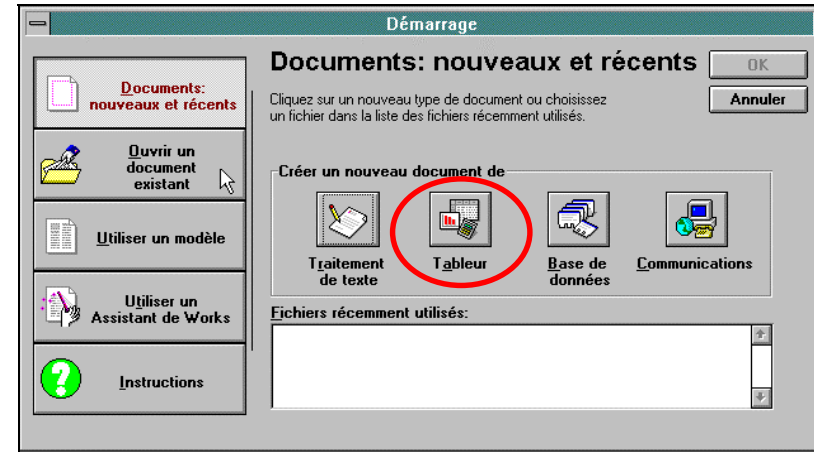 Démarrage
Documents:
nouveaux et récents
Ouvrir un
document
existant
Utiliser un modèle
Utiliser un
Assistant de Works
Instructions
Documents: nouveaux et récents
OK
Annuler
Cliquez sur un nouveau type de document ou choisissez
un fichier dans la liste des fichiers récemment utilisés.
Créer un nouveau document de
Traitement
de texte
Tableur
Base de
données
Communications
Fichiers récemment utilisés: